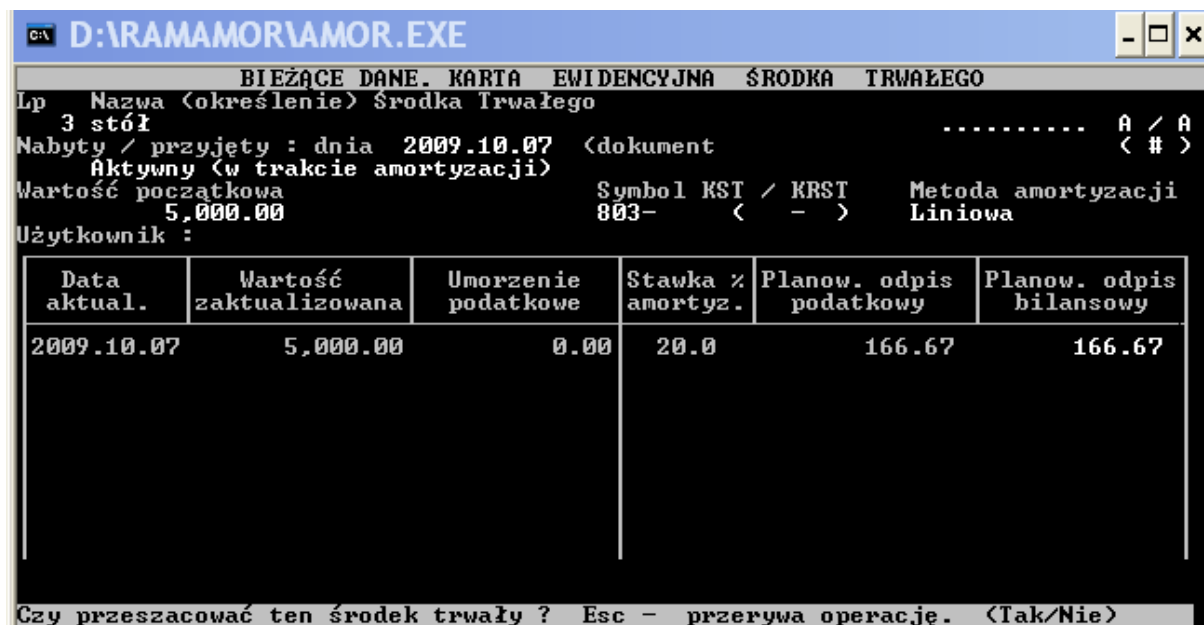 D:\RAMAMOR\AMOR.EXE
BIEŻĄCE DANE. KARTA EWIDENCYJNA ŚRODKA TRWAŁEGO
Lp Nazwa (określenie) Środka Trwałego
3 stół .......... A / A
Nabyty / przyjęty : dnia 2009.10.07 (dokument ( # )
Aktywny (w trakcie amortyzacji)
Wartość początkowa Symbol KST / KRST Metoda amortyzacji
5,000.00 803- ( - ) Liniowa
Użytkownik :
Data Wartość Umorzenie Stawka % Planow. odpis Planow. odpis
aktual. zaktualizowana podatkowe amortyz. podatkowy bilansowy
2009.10.07 5,000.00 0.00 20.0 166.67 166.67
Czy przeszacować ten środek trwały ? Esc - przerywa operację. (Tak/Nie)